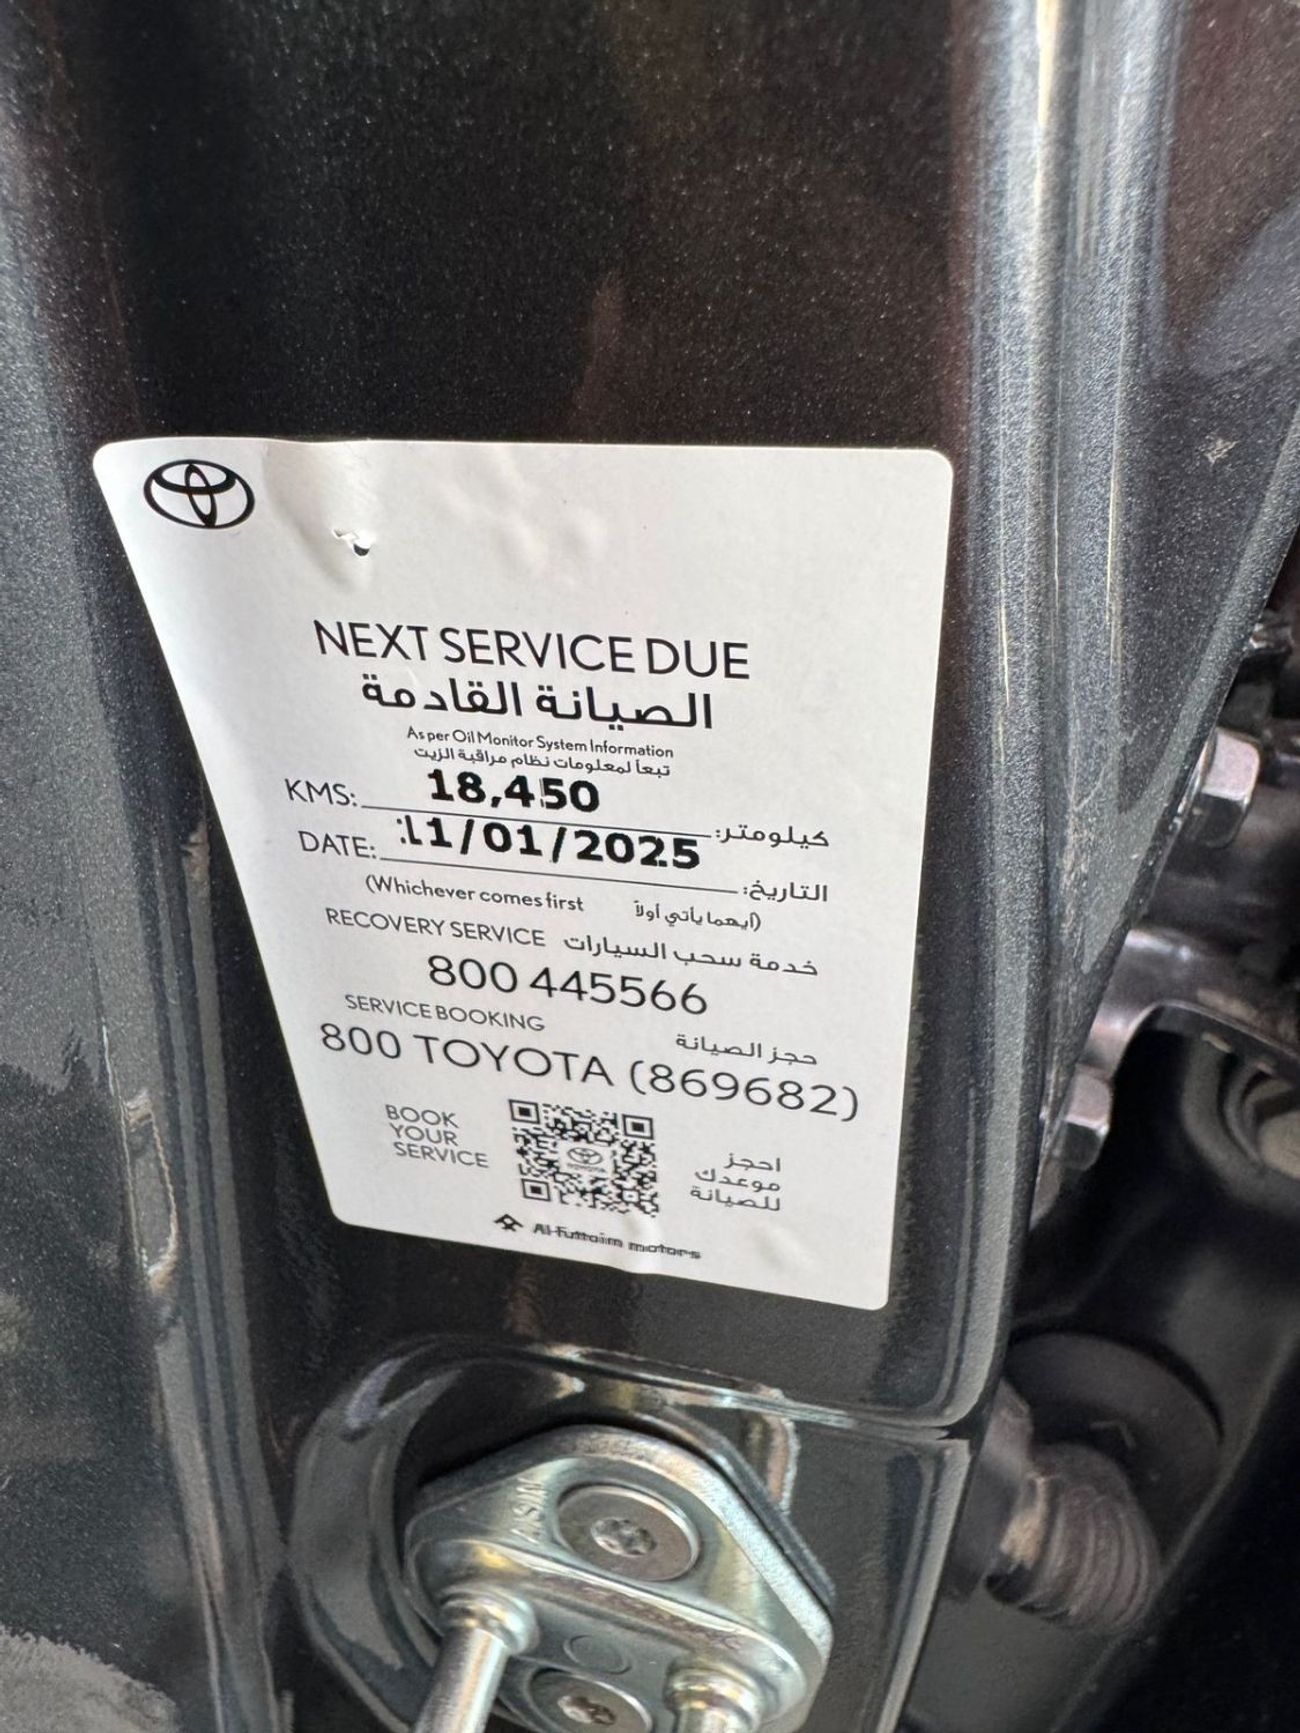 NEXT SERVICE DUE
الصيانة القادمة
As per Oil Monitor System Information
تبعاً لمعلومات نظام مراقبة الزيت
KMS: 18,450 كيلومتر:
DATE: 11/01/2025 التاريخ:
(Whichever comes first أيهما يأتي أولاً)
RECOVERY SERVICE خدمة سحب السيارات
800 445566
SERVICE BOOKING حجز الصيانة
800 TOYOTA (869682)
BOOK
YOUR
SERVICE
TOYOTA
احجز
موعدك
للصيانة
Al-Futtaim motors